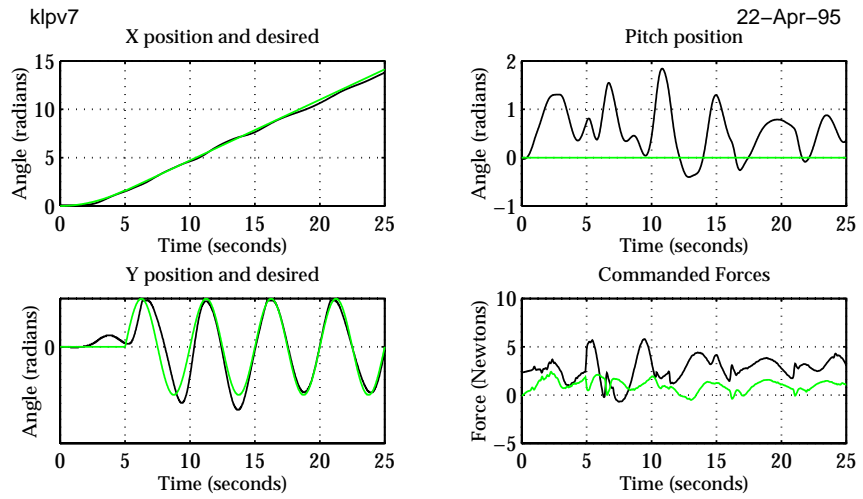 klpv7
22−Apr−95
X position and desired
Angle (radians)
15
10
5
0
0 5 10 15 20 25
Time (seconds)
Pitch position
Angle (radians)
2
1
0
−1
0 5 10 15 20 25
Time (seconds)
Y position and desired
Angle (radians)
0
0 5 10 15 20 25
Time (seconds)
Commanded Forces
Force (|Newtons)
10
5
0
−5
0 5 10 15 20 25
Time (seconds)